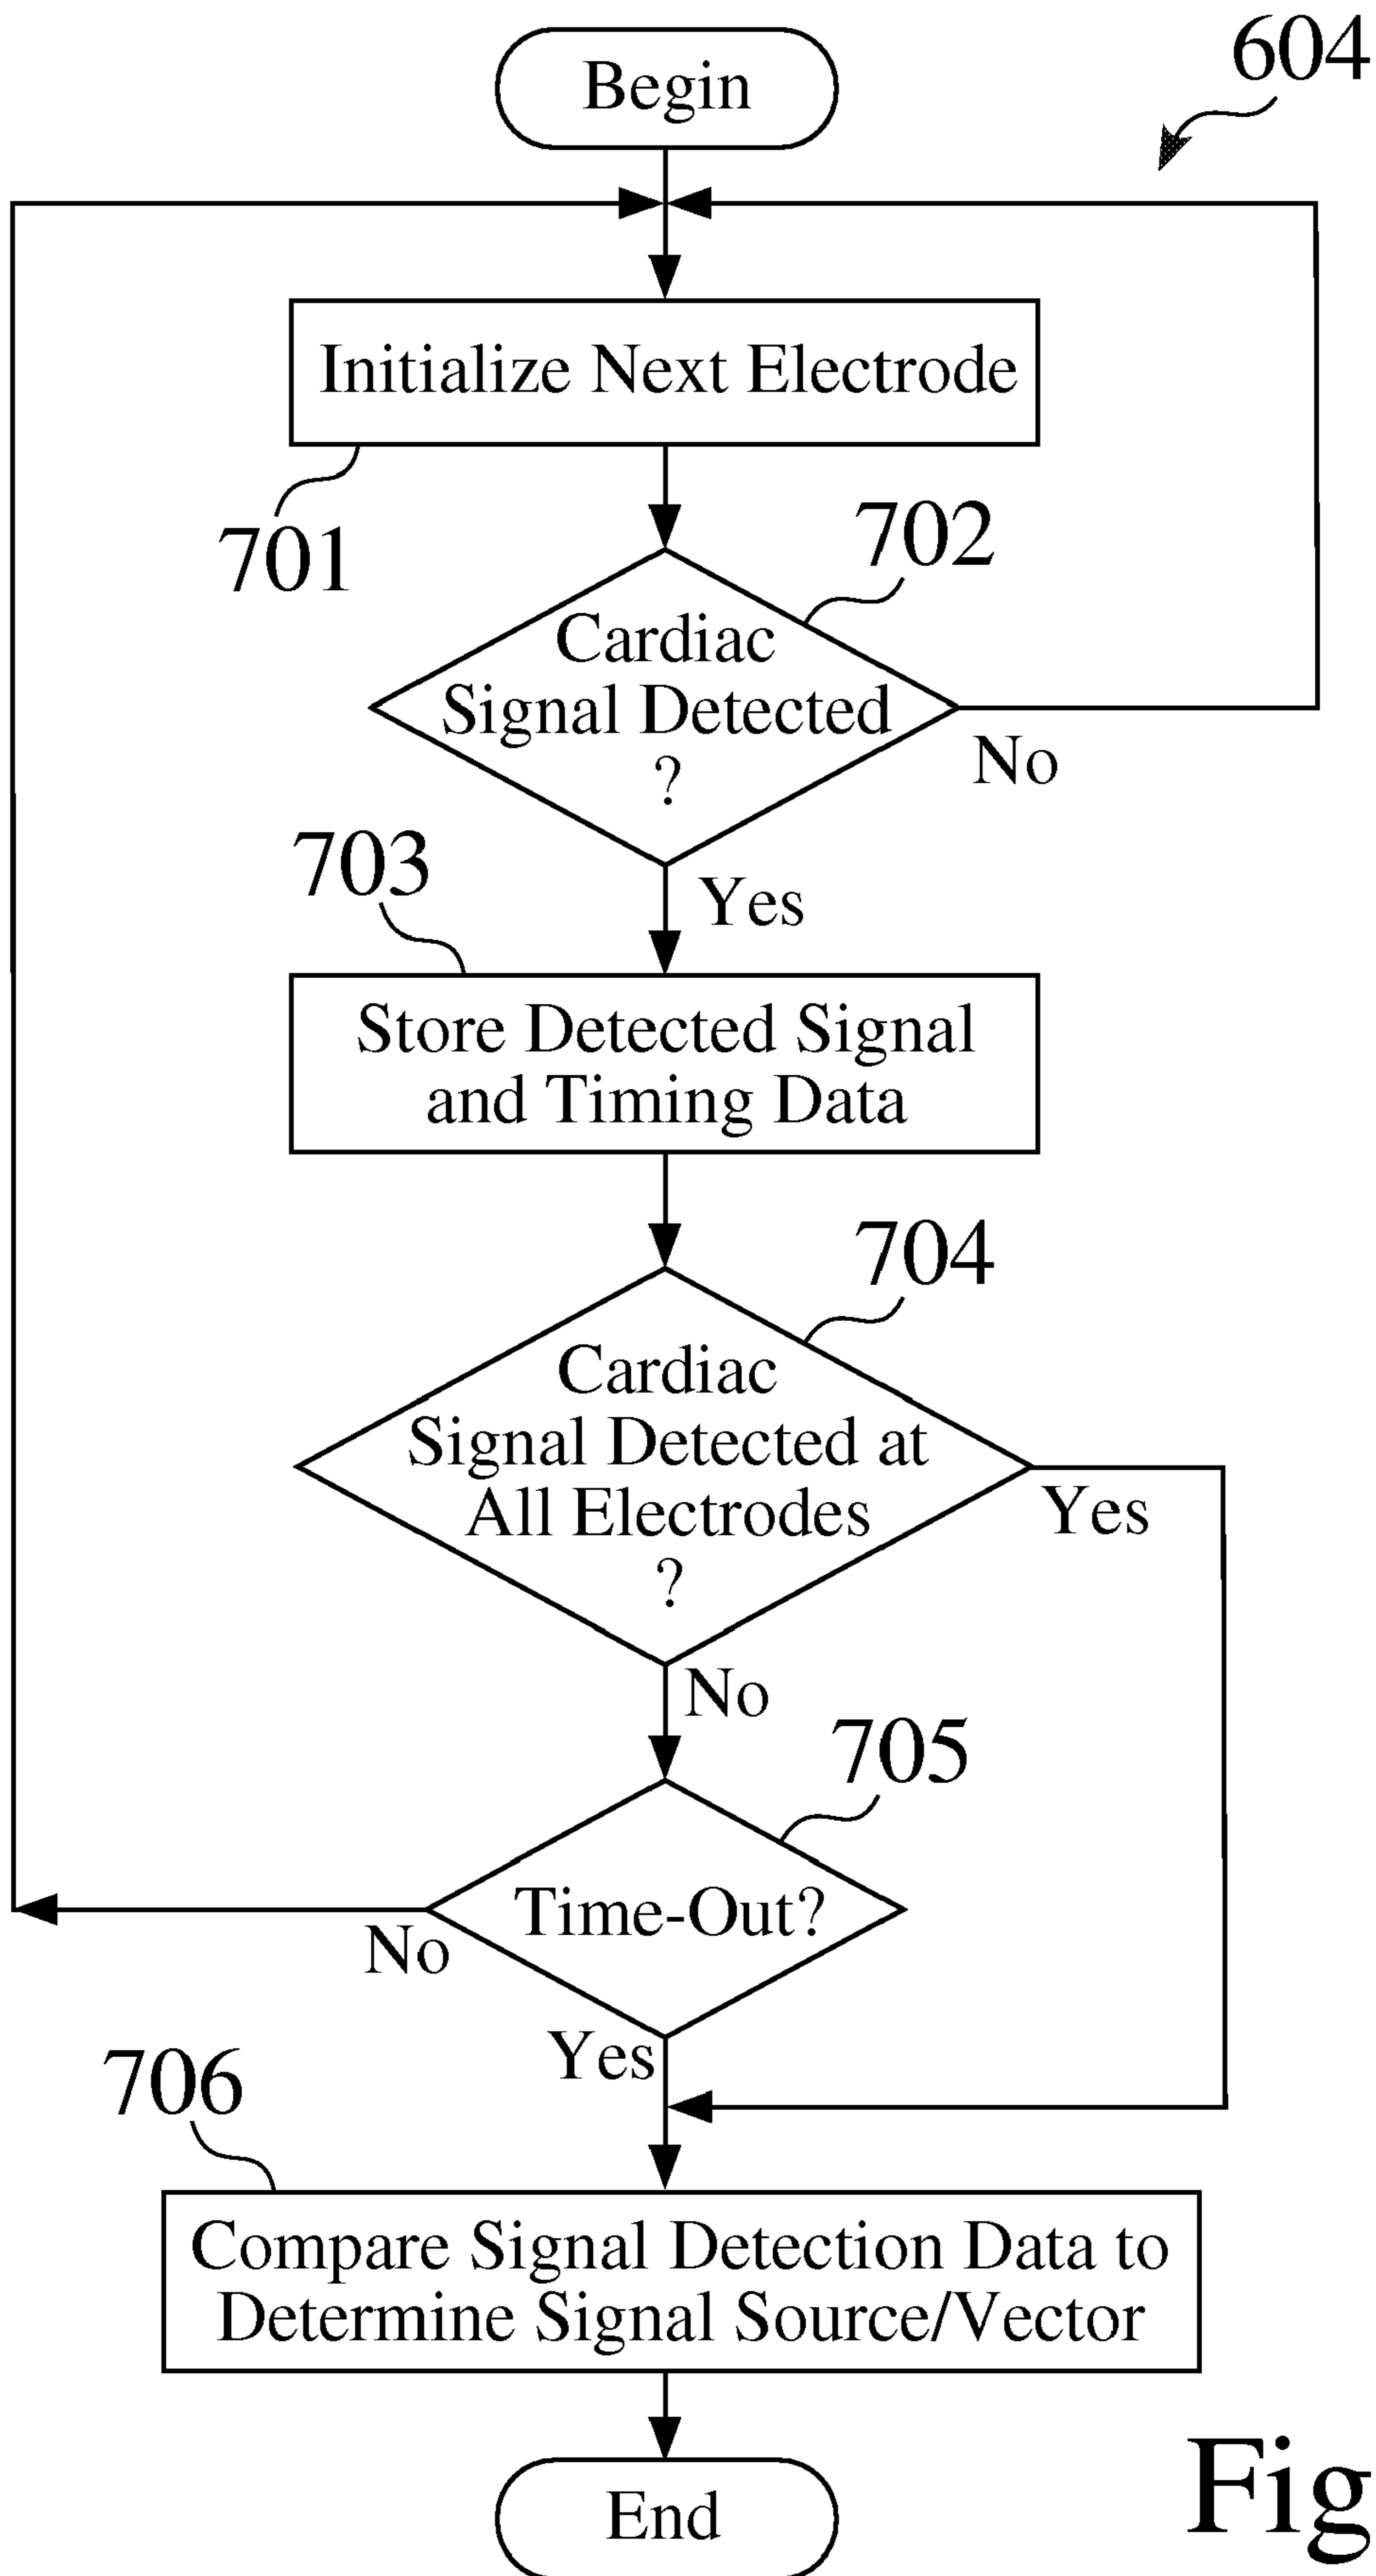 604
Begin
Initialize Next Electrode
701
702
Cardiac
Signal Detected
?
No
703
Yes
Store Detected Signal
and Timing Data
704
Cardiac
Signal Detected at
All Electrodes
?
Yes
No
705
Time-Out?
No
Yes
706
Compare Signal Detection Data to
Determine Signal Source/Vector
End
Fig